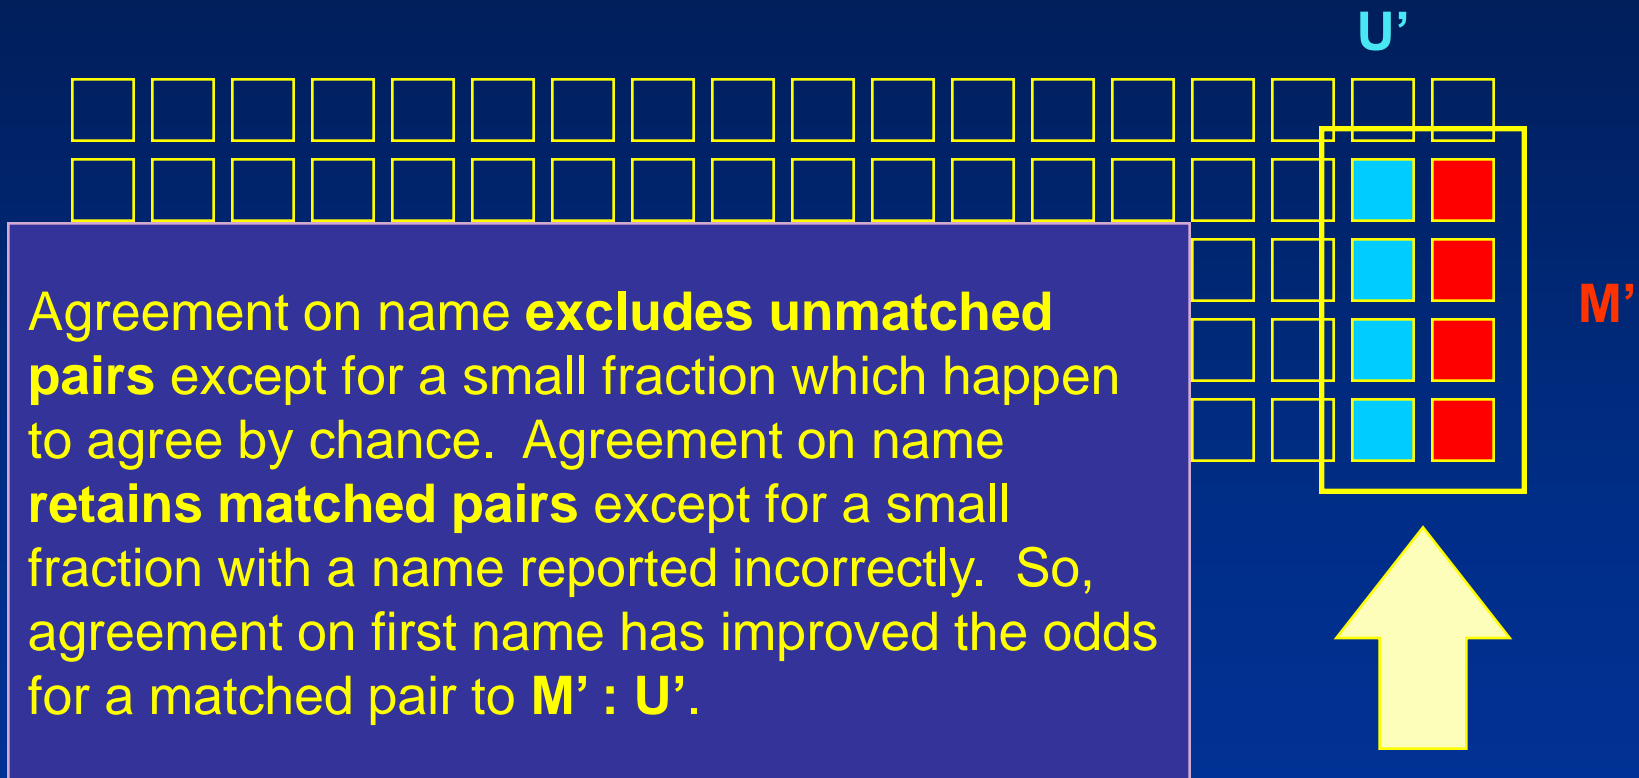 U’
M’
Agreement on name excludes unmatched
pairs except for a small fraction which happen
to agree by chance.  Agreement on name
retains matched pairs except for a small
fraction with a name reported incorrectly.  So,
agreement on first name has improved the odds
for a matched pair to M’ : U’.